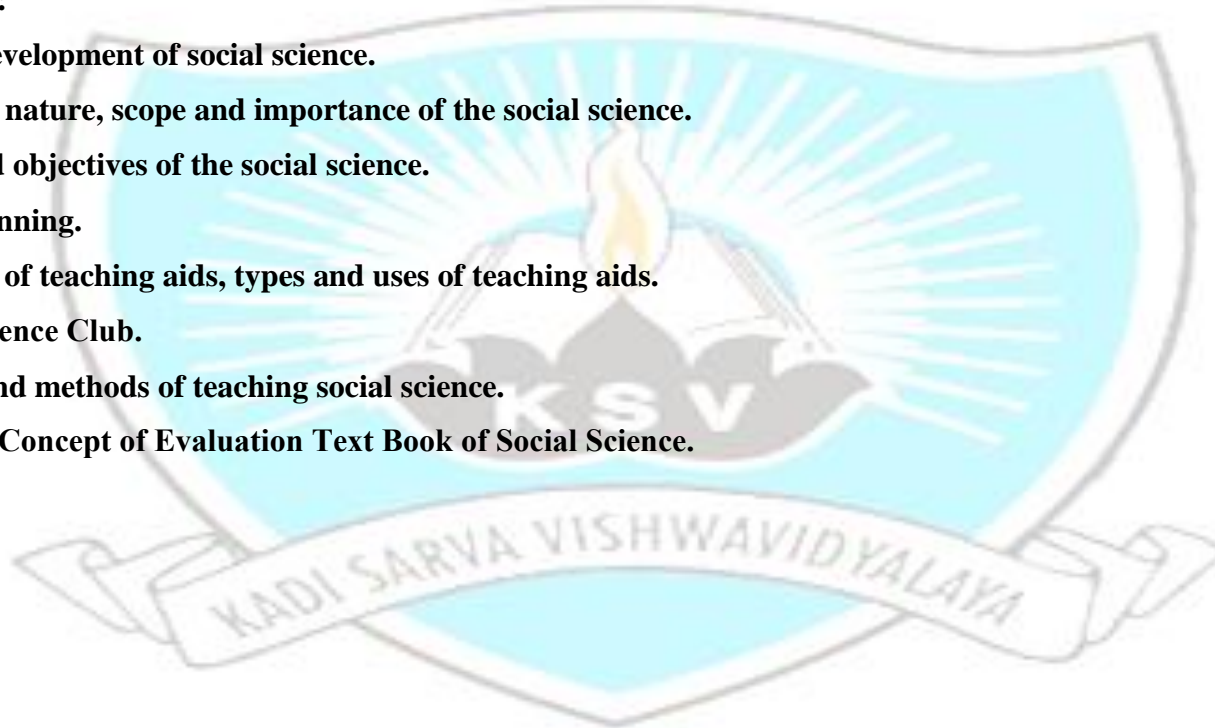 .
evelopment of social science.
nature, scope and importance of the social science.
d objectives of the social science.
nning.
of teaching aids, types and uses of teaching aids.
ence Club.
nd methods of teaching social science.
Concept of Evaluation Text Book of Social Science.
KSV
KADI SARVA VISHWAVIDYALAYA